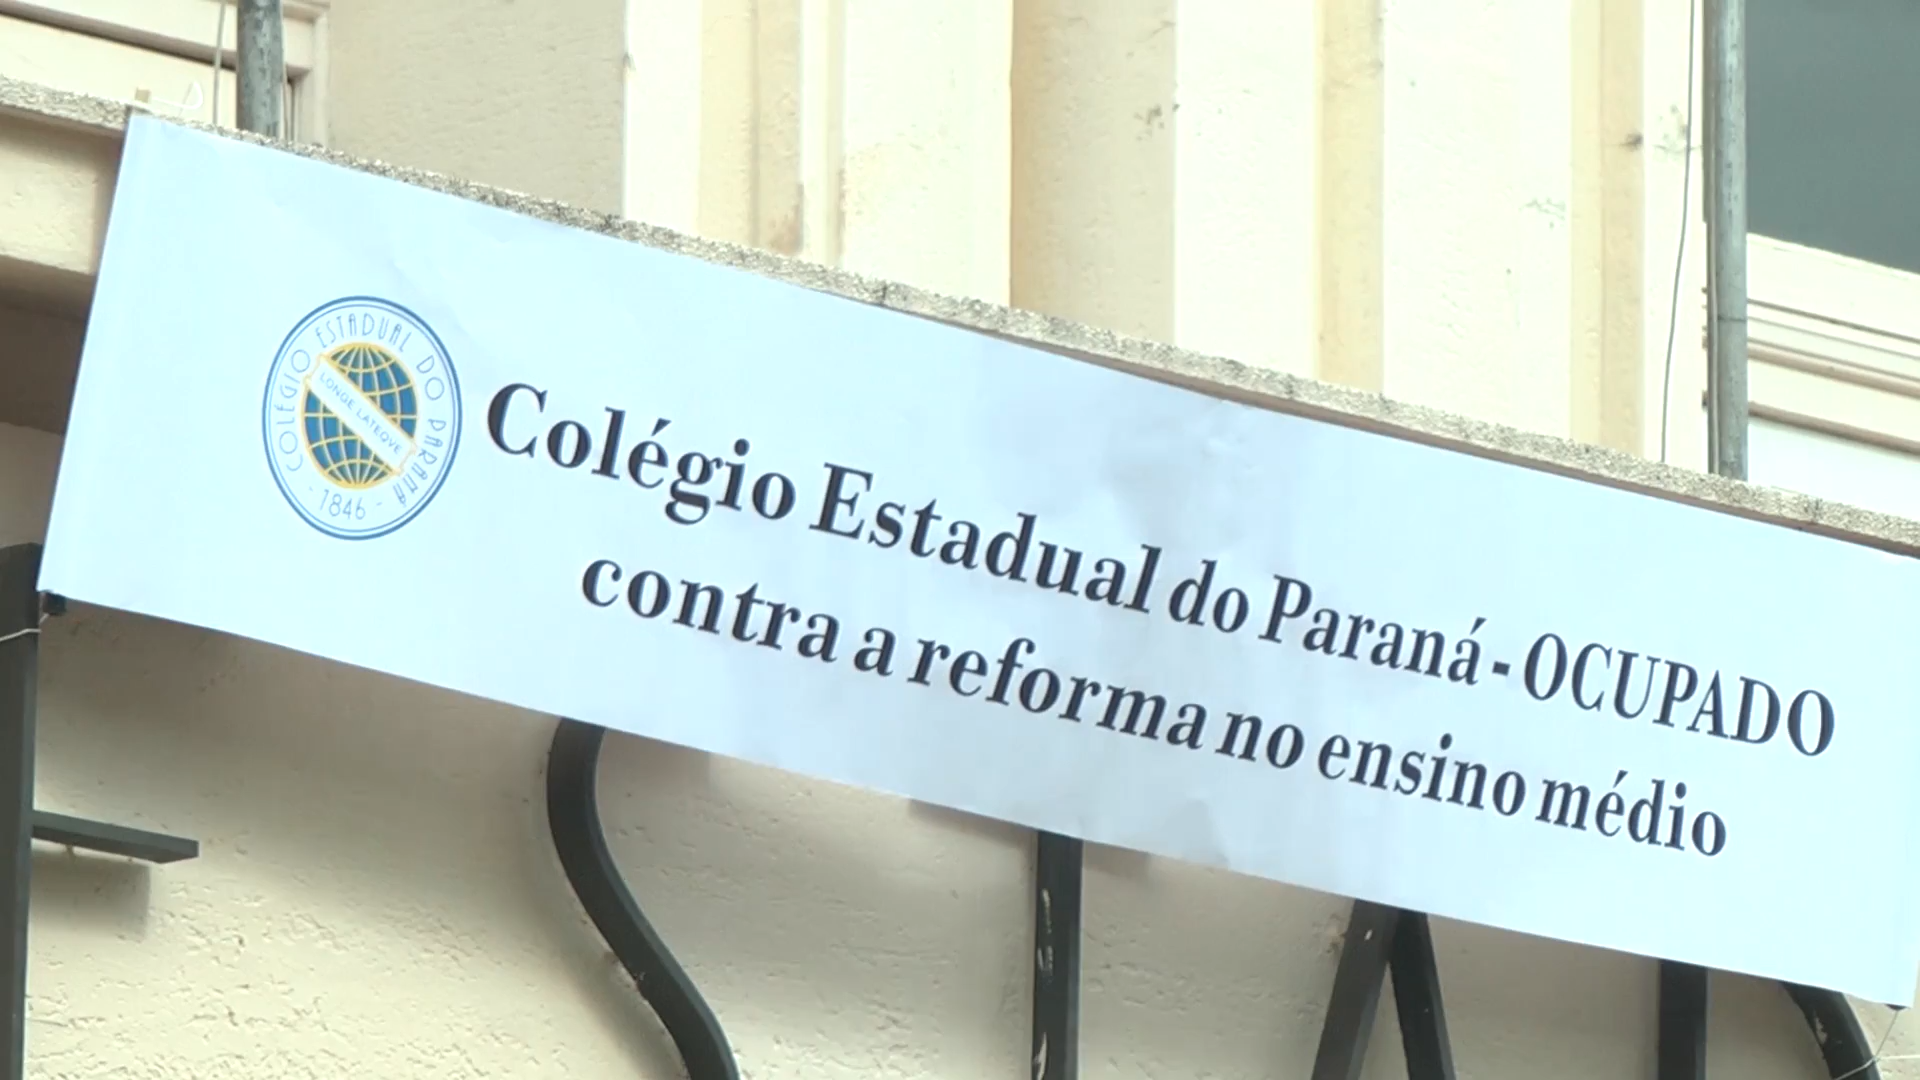 COLÉGIO ESTADUAL DO PARANÁ
LONGE LATEQVE
- 1846 -
Colégio Estadual do Paraná - OCUPADO
contra a reforma no ensino médio